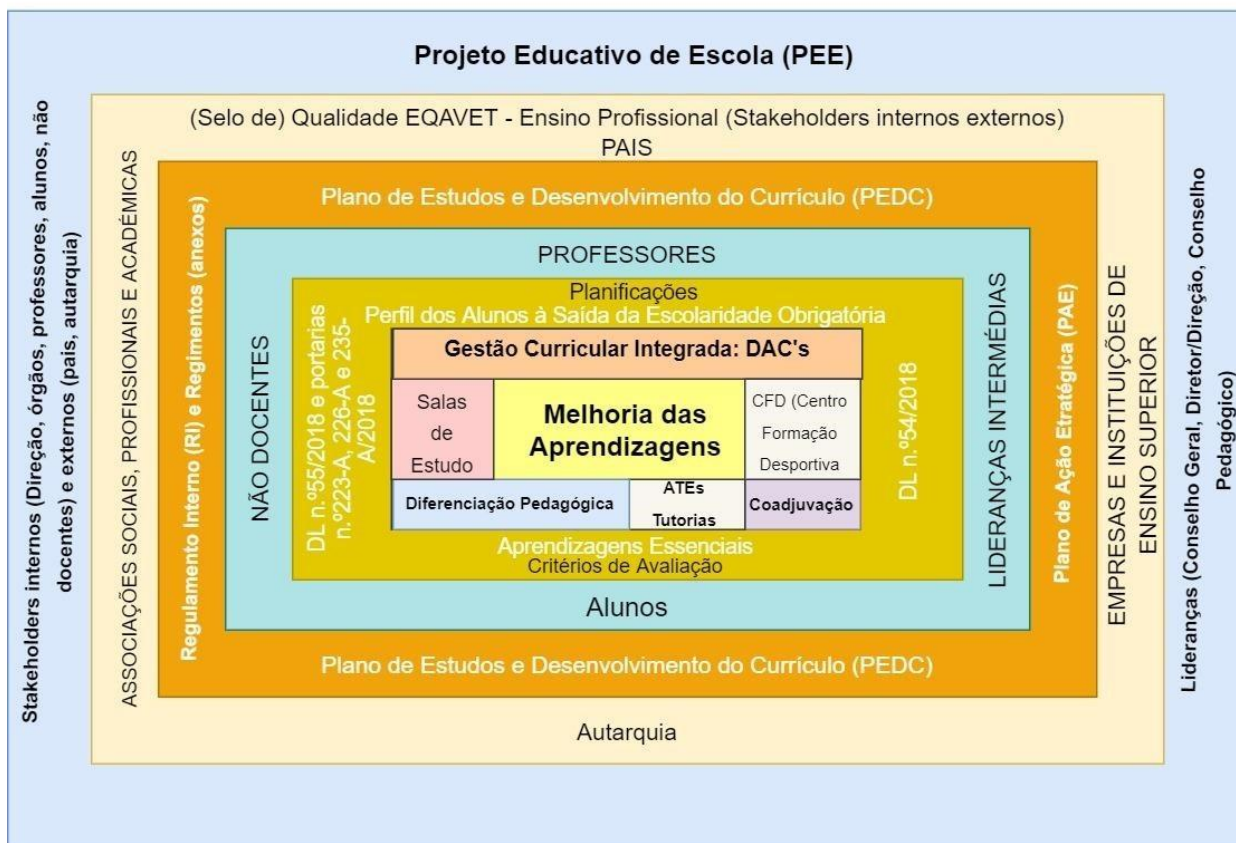 Projeto Educativo de Escola (PEE)
Stakeholders internos (Direção, órgãos, professores, alunos, não
docentes) e externos (pais, autarquia)
(Selo de) Qualidade EQAVET - Ensino Profissional (Stakeholders internos externos)
PAIS
ASSOCIAÇÕES SOCIAIS, PROFISSIONAIS E ACADÉMICAS
Plano de Estudos e Desenvolvimento do Currículo (PEDC)
Regulamento Interno (RI) e Regimentos (anexos)
PROFESSORES
NÃO DOCENTES
Planificações
Perfil dos Alunos à Saída da Escolaridade Obrigatória
DL n.º55/2018 e portarias
n.º223-A, 226-A e 235-
A/2018
Gestão Curricular Integrada: DAC's
Salas
de
Estudo
Melhoria das
Aprendizagens
CFD (Centro
Formação
Desportiva
Diferenciação Pedagógica
ATEs
Tutorias
Coadjuvação
DL n.º54/2018
Aprendizagens Essenciais
Critérios de Avaliação
LIDERANÇAS INTERMÉDIAS
Alunos
Plano de Ação Etratégica (PAE)
Plano de Estudos e Desenvolvimento do Currículo (PEDC)
EMPRESAS E INSTITUIÇÕES DE
ENSINO SUPERIOR
Autarquia
Lideranças (Conselho Geral, Diretor/Direção, Conselho
Pedagógico)